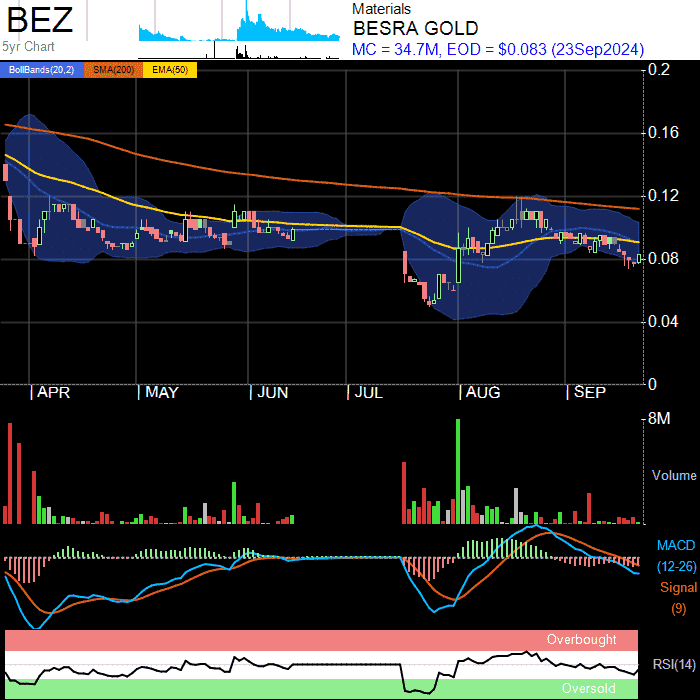 BEZ
5yr Chart
Materials
BESRA GOLD
MC = 34.7M, EOD = $0.083 (23Sep2024)
BollBands(20,2) SMA(200) EMA(50)
0.2
0.16
0.12
0.08
0.04
0
APR MAY JUN JUL AUG SEP
8M
Volume
MACD
(12-26)
Signal
(9)
Overbought
RSI(14)
Oversold